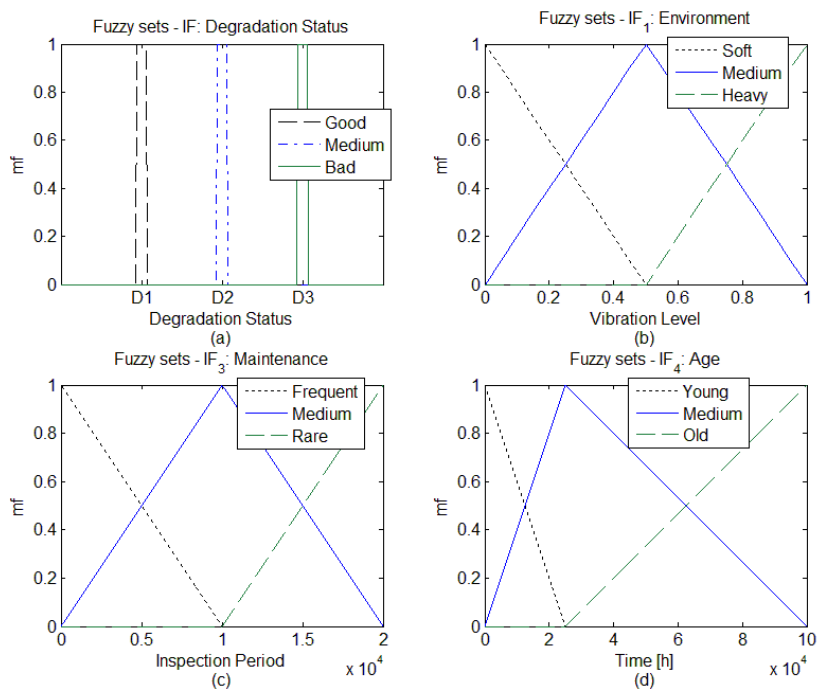 Fuzzy sets - IF: Degradation Status
mf
1
0.8
0.6
0.4
0.2
0
Good
Medium
Bad
D1 D2 D3
Degradation Status
(a)
Fuzzy sets - IF1: Environment
mf
1
0.8
0.6
0.4
0.2
0
Soft
Medium
Heavy
0 0.2 0.4 0.6 0.8 1
Vibration Level
(b)
Fuzzy sets - IF3: Maintenance
mf
1
0.8
0.6
0.4
0.2
0
Frequent
Medium
Rare
0 0.5 1 1.5 2
Inspection Period
x 10^4
(c)
Fuzzy sets - IF4: Age
mf
1
0.8
0.6
0.4
0.2
0
Young
Medium
Old
0 2 4 6 8 10
Time [h]
x 10^4
(d)